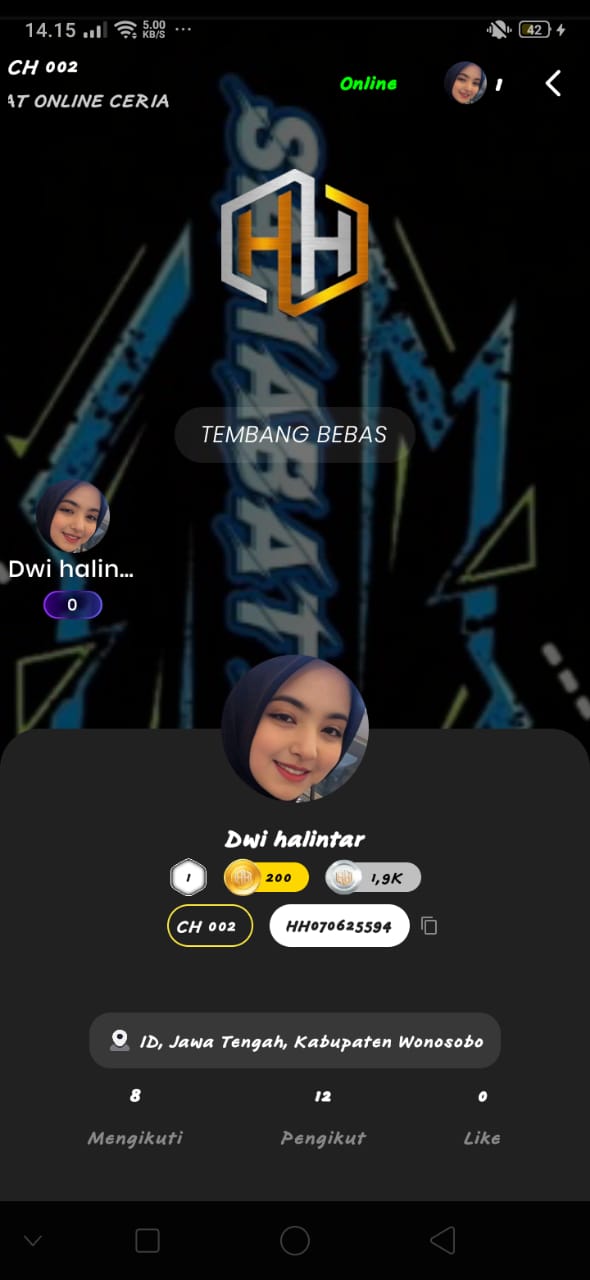 14.15 5.00 KB/S 42
CH 002
AT ONLINE CERIA
Online 1
HH
SAHABAT
TEMBANG BEBAS
Dwi halin...
0
Dwi halintar
1 200 1,9K
CH 002 HH070625594
ID, Jawa Tengah, Kabupaten Wonosobo
8 12 0
Mengikuti Pengikut Like